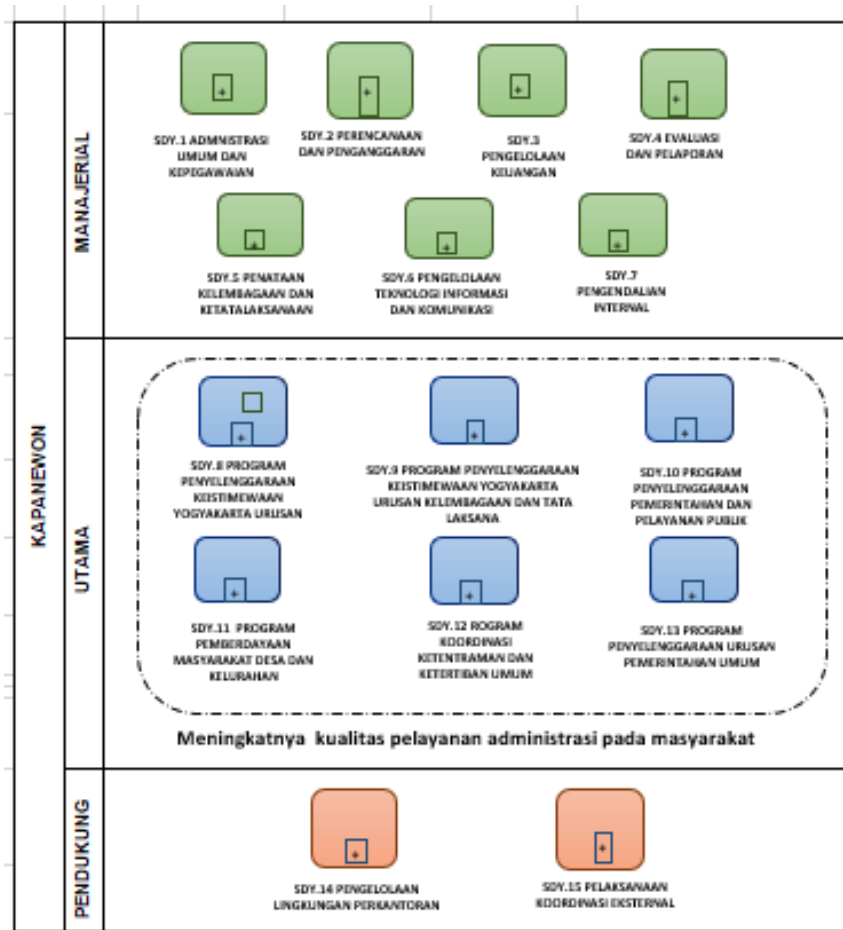 KAPANEWON
MANAJERIAL
SDY.1 ADMNISTRASI
UMUM DAN
KEPEGAWAIAN
SDY.2 PERENCANAAN
DAN PENGANGGARAN
SDY.3
PENGELOLAAN
KEUANGAN
SDY.4 EVALUASI
DAN PELAPORAN
SDY.5 PENATAAN
KELEMBAGAAN DAN
KETATALAKSANAAN
SDY.6 PENGELOLAAN
TEKNOLOGI INFORMASI
DAN KOMUNIKASI
SDY.7
PENGENDALIAN
INTERNAL
UTAMA
SDY.8 PROGRAM
PENYELENGGARAAN
KEISTIMEWAAN
YOGYAKARTA URUSAN
SDY.9 PROGRAM PENYELENGGARAAN
KEISTIMEWAAN YOGYAKARTA
URUSAN KELEMBAGAAN DAN TATA
LAKSANA
SDY.10 PROGRAM
PENYELENGGARAAN
PEMERINTAHAN DAN
PELAYANAN PUBLIK
SDY.11 PROGRAM
PEMBERDAYAAN
MASYARAKAT DESA DAN
KELURAHAN
SDY.12 ROGRAM
KOORDINASI
KETENTRAMAN DAN
KETERTIBAN UMUM
SDY.13 PROGRAM
PENYELENGGARAAN URUSAN
PEMERINTAHAN UMUM
Meningkatnya kualitas pelayanan administrasi pada masyarakat
PENDUKUNG
SDY.14 PENGELOLAAN
LINGKUNGAN PERKANTORAN
SDY.15 PELAKSANAAN
KOORDINASI EKSTERNAL